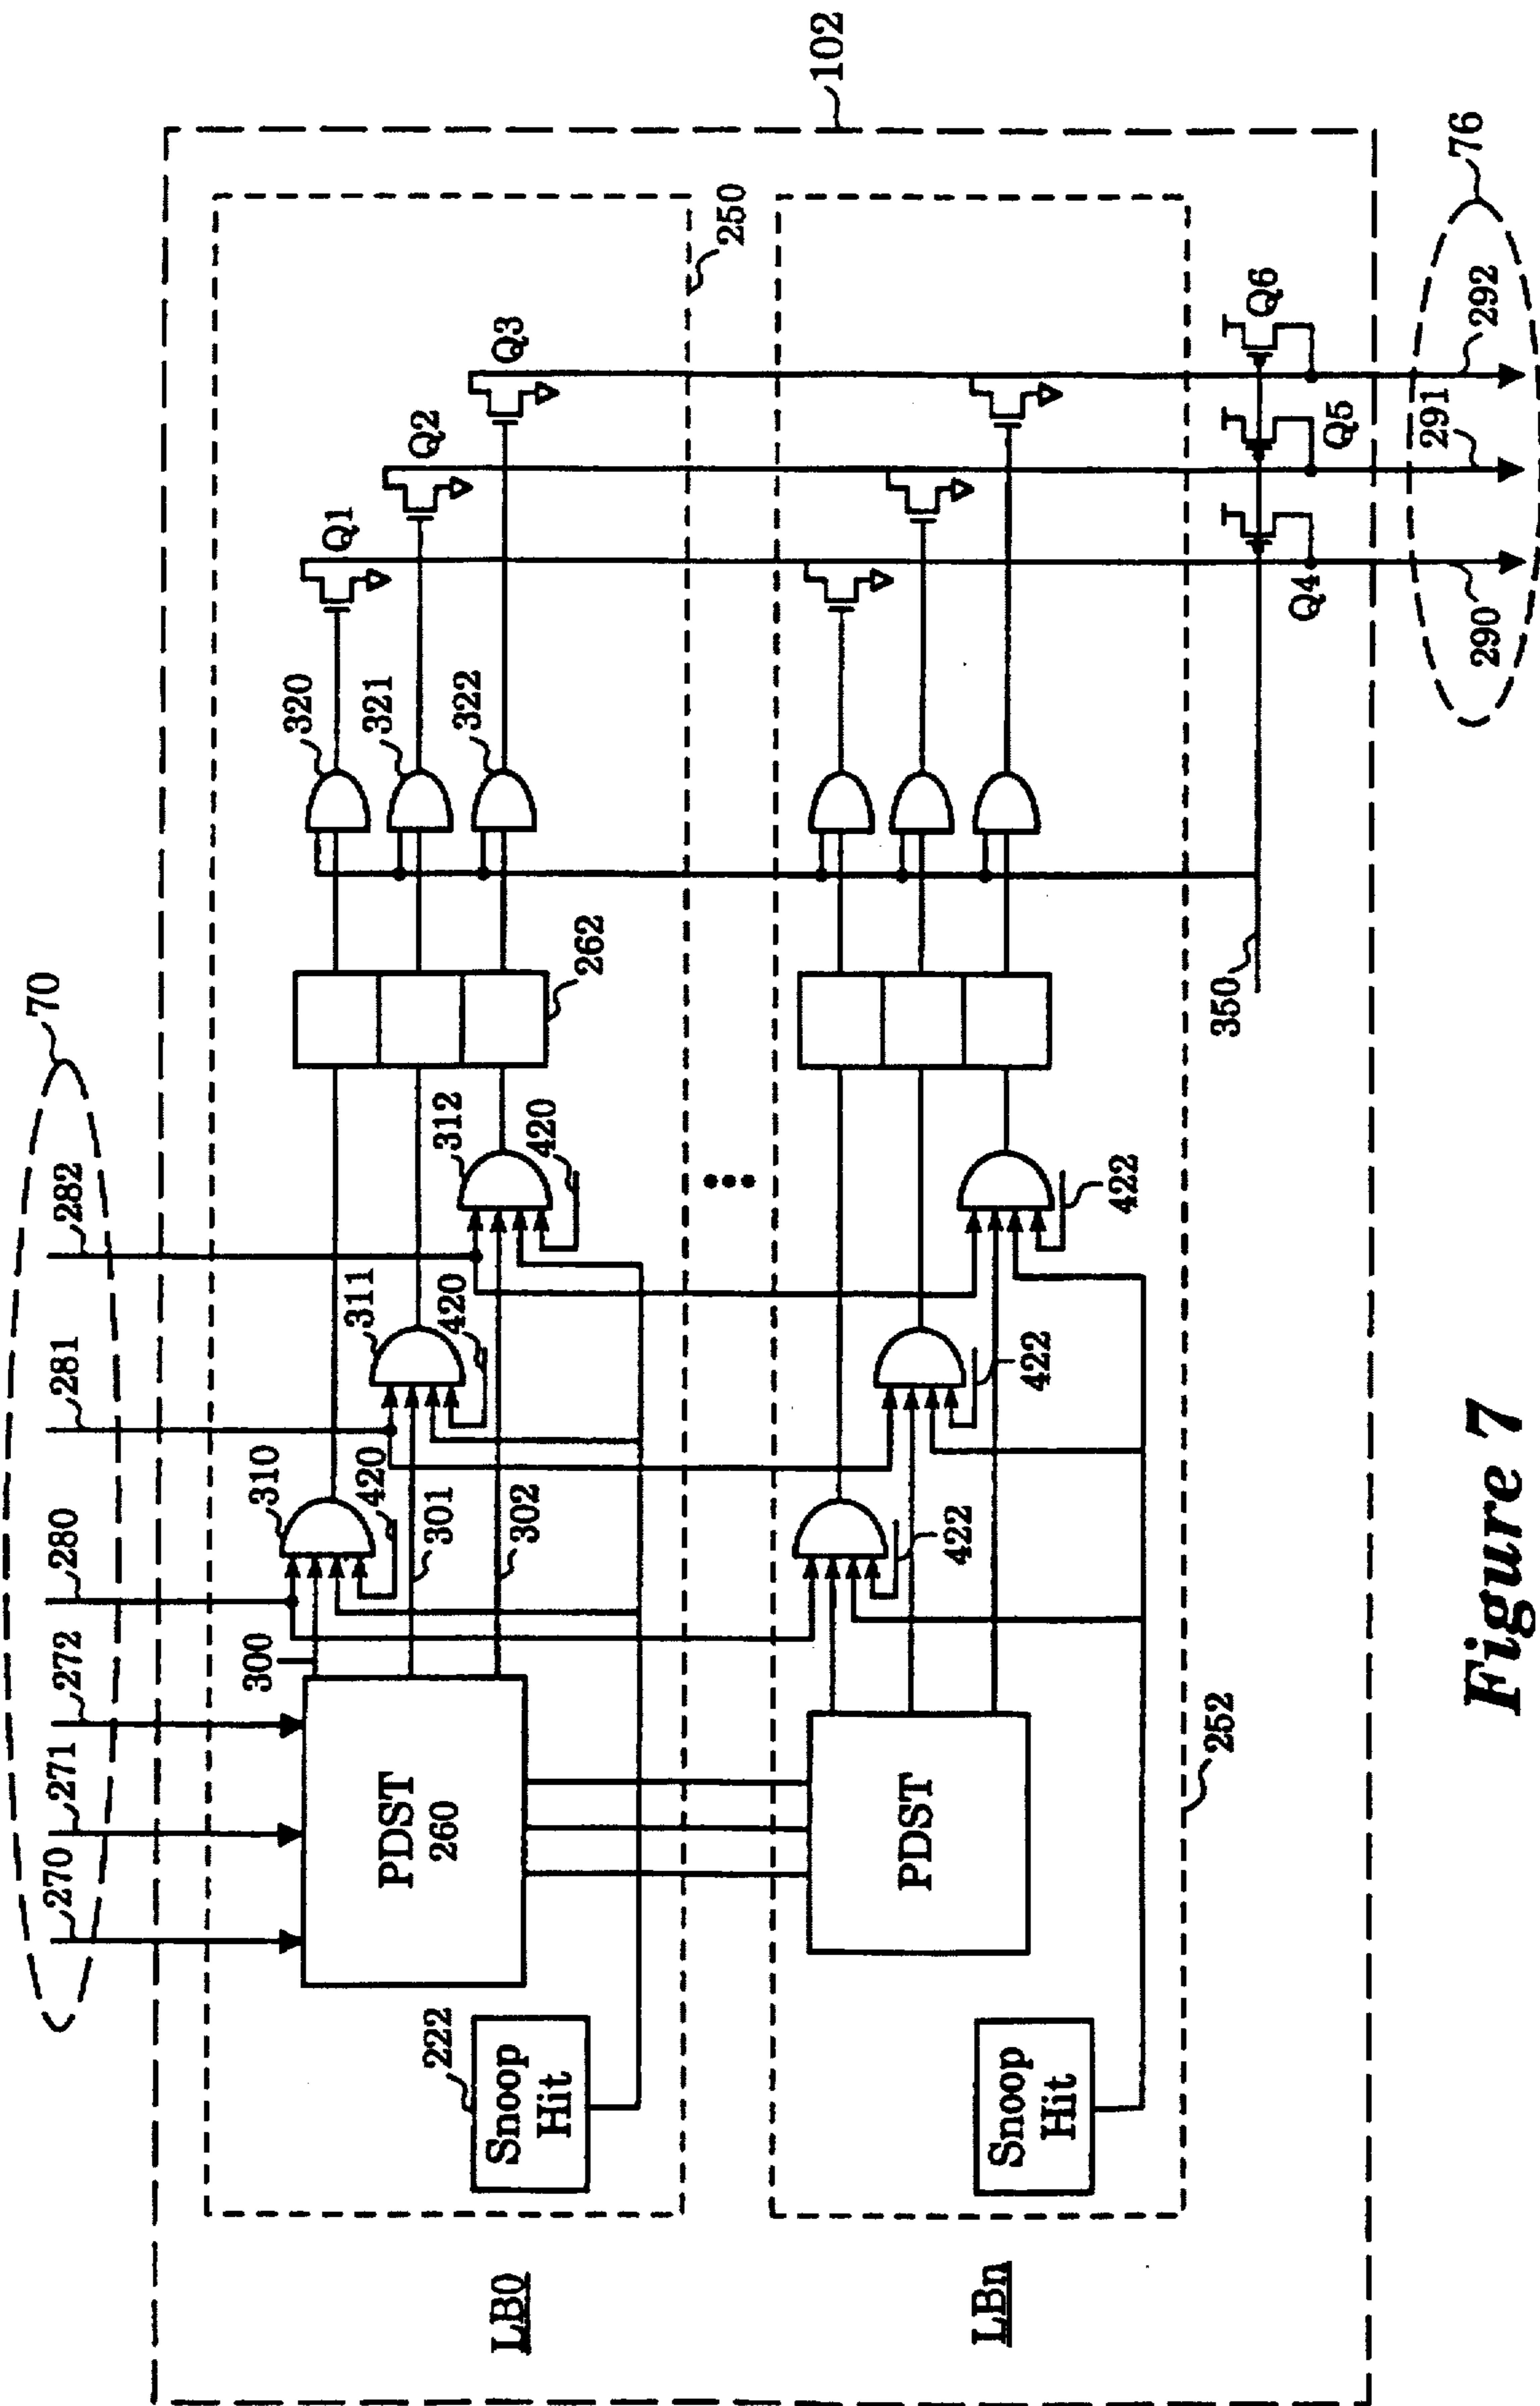 70
270
271
272
280
281
282
102
LB0
222
Snoop
Hit
PDST
260
300
301
302
310
420
311
420
312
420
262
320
321
322
Q1
Q2
Q3
250
LBn
Snoop
Hit
PDST
422
422
422
252
350
Q4
Q5
Q6
290
291
292
76
Figure 7